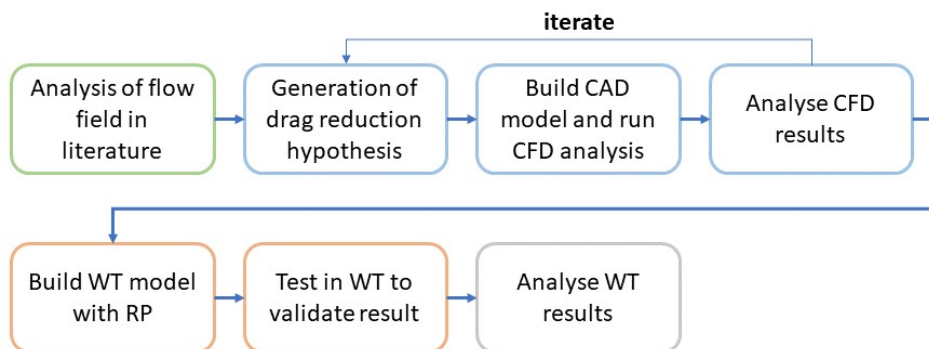 iterate
Analysis of flow
field in
literature
Generation of
drag reduction
hypothesis
Build CAD
model and run
CFD analysis
Analyse CFD
results
Build WT model
with RP
Test in WT to
validate result
Analyse WT
results